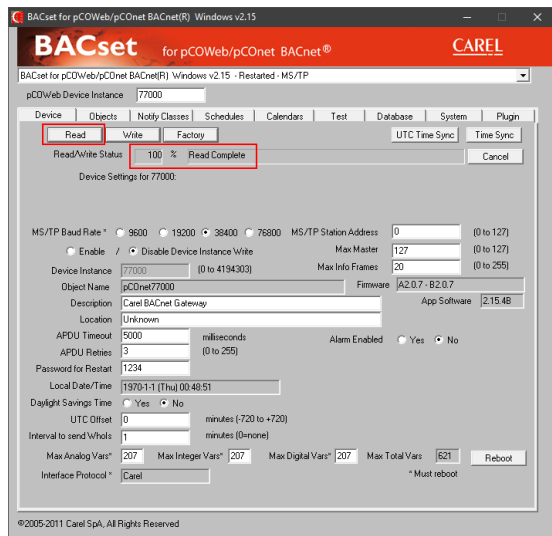 BACset for pCOWeb/pCOnet BACnet(R) Windows v2.15
BACset for pCOWeb/pCOnet BACnet® CAREL
BACset for pCOWeb/pCOnet BACnet(R) Windows v2.15 - Restarted - MS/TP
pCOWeb Device Instance 77000
Device Objects Notify Classes Schedules Calendars Test Database System Plugin
Read Write Factory UTC Time Sync Time Sync
Read/Write Status 100 % Read Complete Cancel
Device Settings for 77000:
MS/TP Baud Rate * 9600 19200 38400 76800 MS/TP Station Address 0 (0 to 127)
Enable / Disable Device Instance Write Max Master 127 (0 to 127)
Device Instance 77000 (0 to 4194303) Max Info Frames 20 (0 to 255)
Object Name pCOnet77000 Firmware A2.0.7 - B2.0.7
Description Carel BACnet Gateway App Software 2.15.4B
Location Unknown
APDU Timeout 5000 milliseconds Alarm Enabled Yes No
APDU Retries 3 (0 to 255)
Password for Restart 1234
Local Date/Time 1970-1-1 (Thu) 00:48:51
Daylight Savings Time Yes No
UTC Offset 0 minutes (-720 to +720)
Interval to send WhoIs 1 minutes (0=none)
Max Analog Vars* 207 Max Integer Vars* 207 Max Digital Vars* 207 Max Total Vars 621 Reboot
Interface Protocol * Carel * Must reboot
©2005-2011 Carel SpA, All Rights Reserved